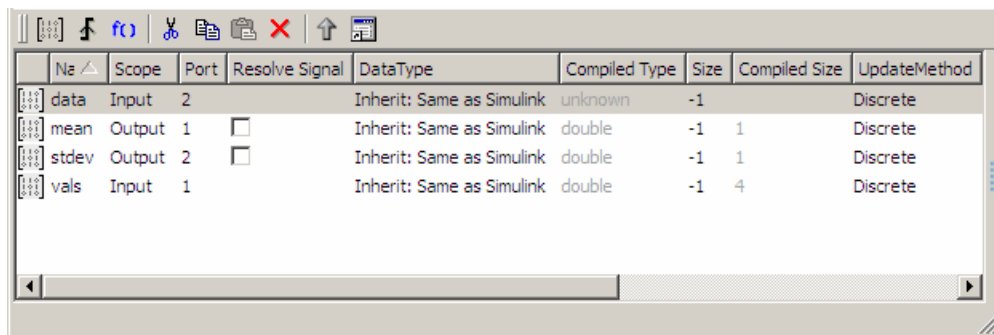 f()
Na Scope Port Resolve Signal DataType Compiled Type Size Compiled Size UpdateMethod
data Input 2 Inherit: Same as Simulink unknown -1 Discrete
mean Output 1 Inherit: Same as Simulink double -1 1 Discrete
stdev Output 2 Inherit: Same as Simulink double -1 1 Discrete
vals Input 1 Inherit: Same as Simulink double -1 4 Discrete